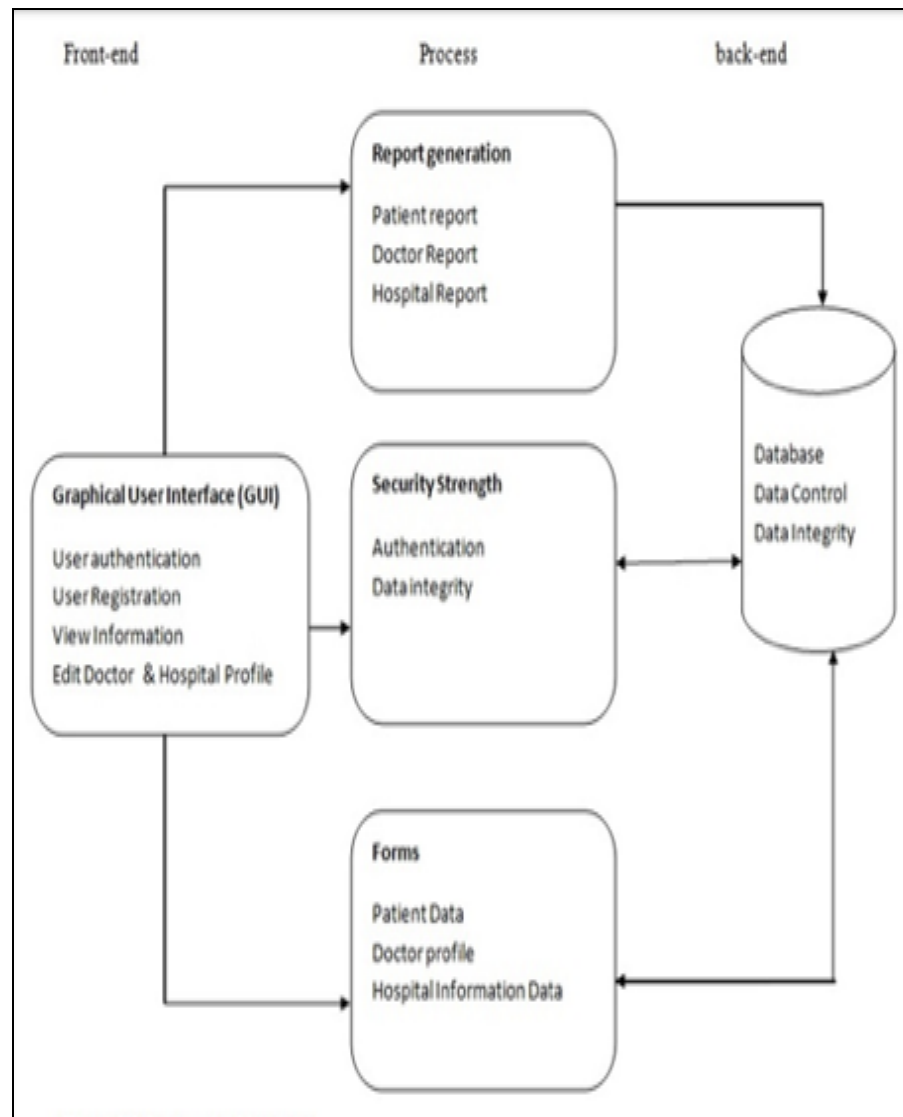 Front-end
Process
back-end
Report generation
Patient report
Doctor Report
Hospital Report
Graphical User Interface (GUI)
User authentication
User Registration
View Information
Edit Doctor & Hospital Profile
Security Strength
Authentication
Data integrity
Database
Data Control
Data Integrity
Forms
Patient Data
Doctor profile
Hospital Information Data